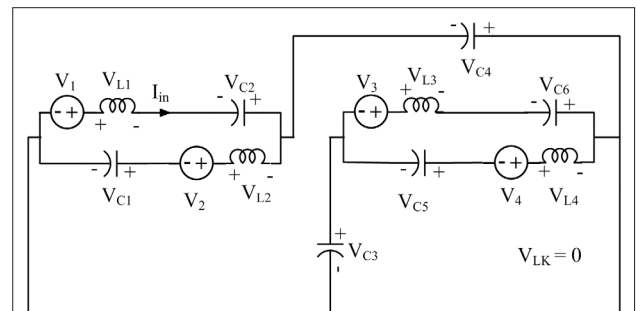 V_C4
V_1 V_L1 I_in V_C2 V_3 V_L3 V_C6
V_C1 V_2 V_L2 V_C5 V_4 V_L4
V_C3 V_LK = 0